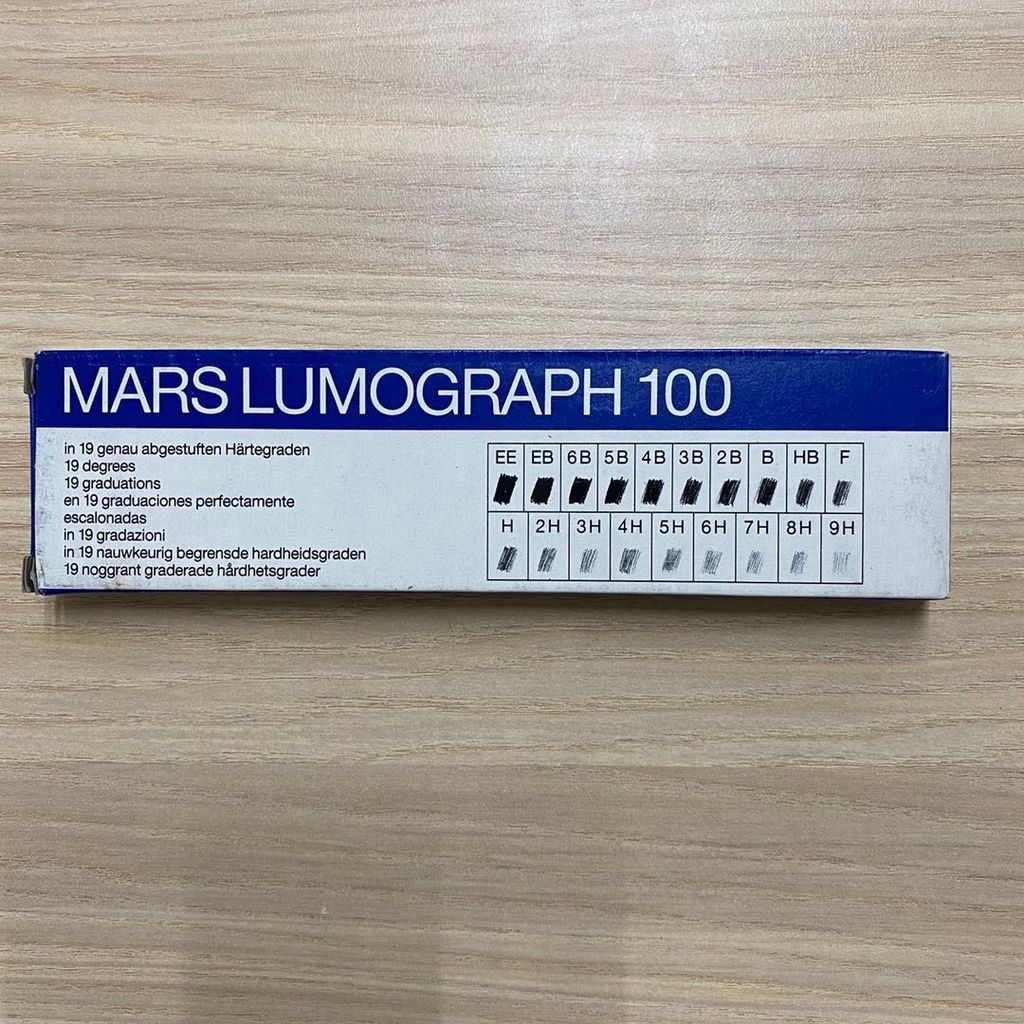 MARS LUMOGRAPH 100
in 19 genau abgestuften Härtegraden
19 degrees
19 graduations
en 19 graduaciones perfectamente
escalonadas
in 19 gradazioni
in 19 nauwkeurig begrensde hardheidsgraden
19 noggrant graderade hårdhetsgrader
EE EB 6B 5B 4B 3B 2B B HB F
H 2H 3H 4H 5H 6H 7H 8H 9H